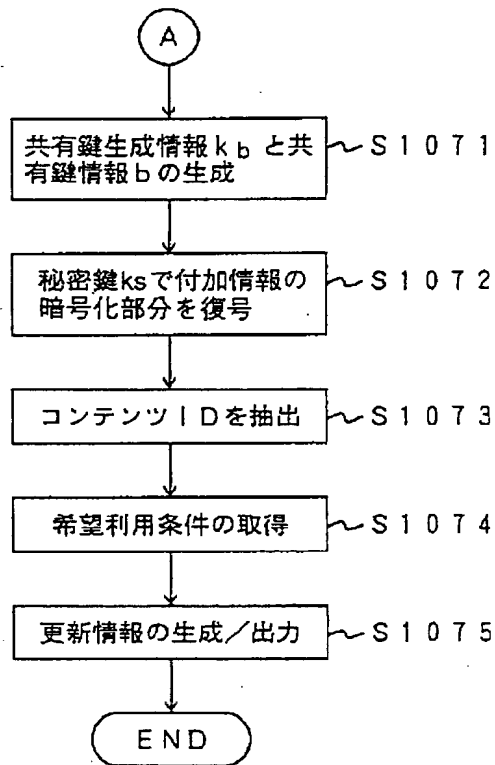 A
共有鍵生成情報kbと共 S1071
有鍵情報bの生成
秘密鍵ksで付加情報の S1072
暗号化部分を復号
コンテンツIDを抽出 S1073
希望利用条件の取得 S1074
更新情報の生成/出力 S1075
END